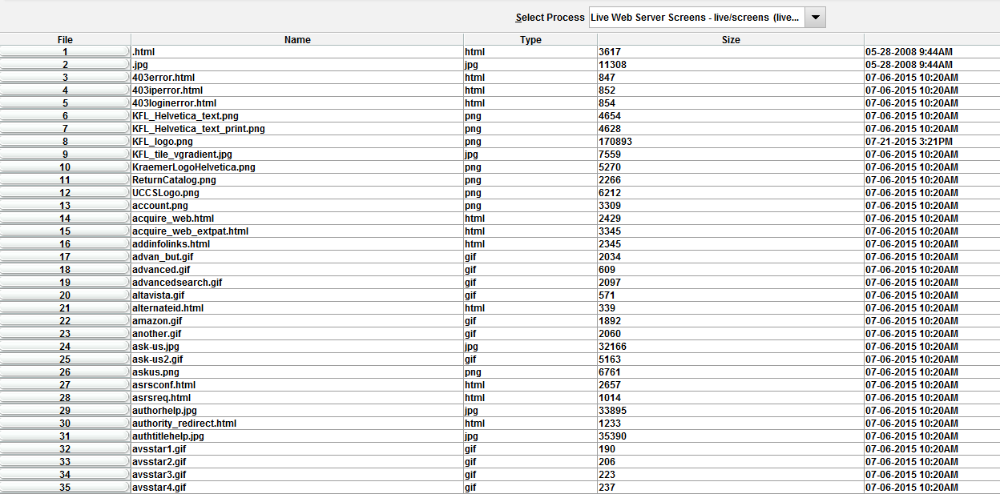 Select Process Live Web Server Screens - live/screens (live...
File Name Type Size
1 .html html 3617 05-28-2008 9:44AM
2 .jpg jpg 11308 05-28-2008 9:44AM
3 403error.html html 847 07-06-2015 10:20AM
4 403iperror.html html 852 07-06-2015 10:20AM
5 403loginerror.html html 854 07-06-2015 10:20AM
6 KFL_Helvetica_text.png png 4654 07-06-2015 10:20AM
7 KFL_Helvetica_text_print.png png 4628 07-06-2015 10:20AM
8 KFL_logo.png png 170893 07-21-2015 3:21PM
9 KFL_tile_vgradient.jpg jpg 7559 07-06-2015 10:20AM
10 KraemerLogoHelvetica.png png 5270 07-06-2015 10:20AM
11 ReturnCatalog.png png 2266 07-06-2015 10:20AM
12 UCCSLogo.png png 6212 07-06-2015 10:20AM
13 account.png png 3309 07-06-2015 10:20AM
14 acquire_web.html html 2429 07-06-2015 10:20AM
15 acquire_web_extpat.html html 3345 07-06-2015 10:20AM
16 addinfolinks.html html 2345 07-06-2015 10:20AM
17 advan_but.gif gif 2034 07-06-2015 10:20AM
18 advanced.gif gif 609 07-06-2015 10:20AM
19 advancedsearch.gif gif 2097 07-06-2015 10:20AM
20 altavista.gif gif 571 07-06-2015 10:20AM
21 alternateid.html html 339 07-06-2015 10:20AM
22 amazon.gif gif 1892 07-06-2015 10:20AM
23 another.gif gif 2060 07-06-2015 10:20AM
24 ask-us.jpg jpg 32166 07-06-2015 10:20AM
25 ask-us2.gif gif 5163 07-06-2015 10:20AM
26 askus.png png 6761 07-06-2015 10:20AM
27 asrsconf.html html 2657 07-06-2015 10:20AM
28 asrsreq.html html 1014 07-06-2015 10:20AM
29 authorhelp.jpg jpg 33895 07-06-2015 10:20AM
30 authority_redirect.html html 1233 07-06-2015 10:20AM
31 authtitlehelp.jpg jpg 35390 07-06-2015 10:20AM
32 avsstar1.gif gif 190 07-06-2015 10:20AM
33 avsstar2.gif gif 206 07-06-2015 10:20AM
34 avsstar3.gif gif 223 07-06-2015 10:20AM
35 avsstar4.gif gif 237 07-06-2015 10:20AM